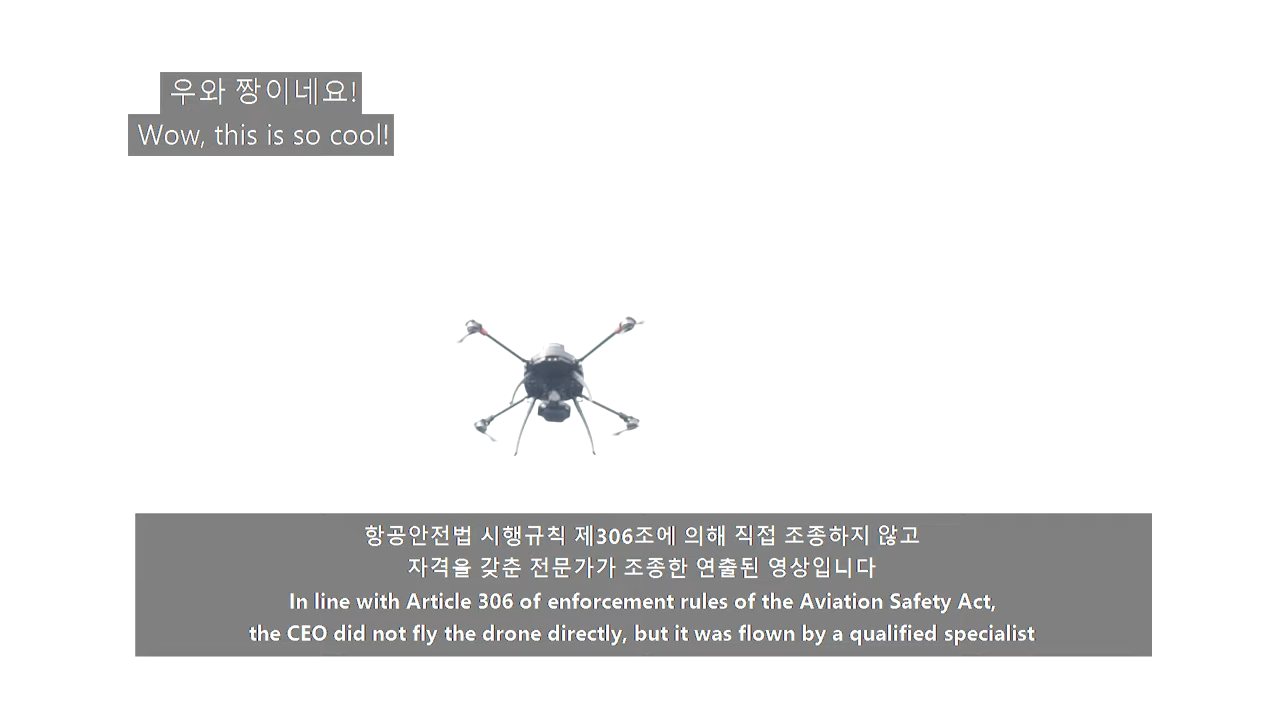 우와 짱이네요!
Wow, this is so cool!
항공안전법 시행규칙 제306조에 의해 직접 조종하지 않고
자격을 갖춘 전문가가 조종한 연출된 영상입니다
In line with Article 306 of enforcement rules of the Aviation Safety Act,
the CEO did not fly the drone directly, but it was flown by a qualified specialist